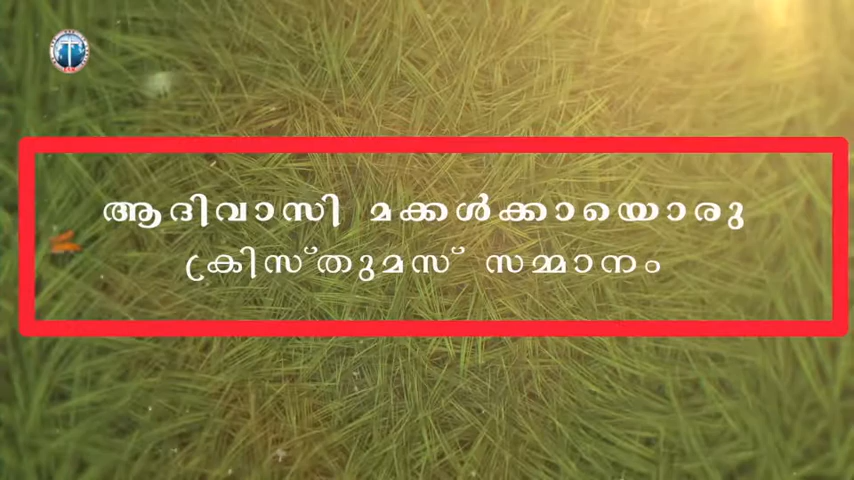 ആദിവാസി മക്കൾക്കായൊരു
ക്രിസ്തുമസ് സമ്മാനം